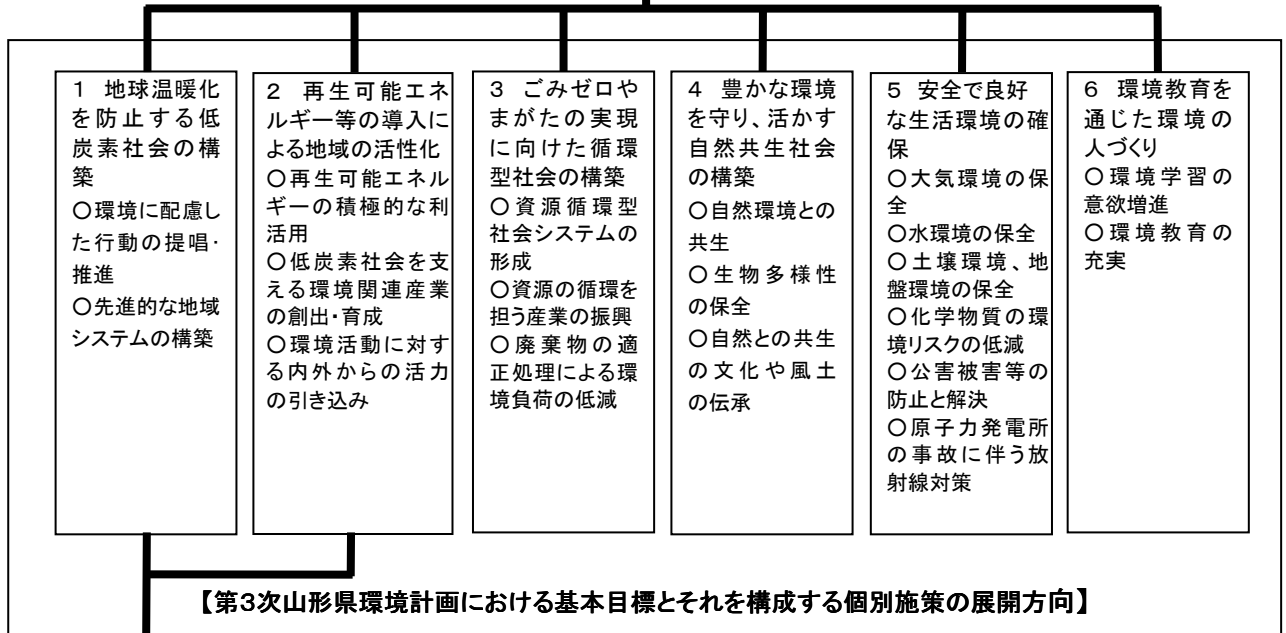 1 地球温暖化
を防止する低
炭素社会の構
築
○環境に配慮し
た行動の提唱・
推進
○先進的な地域
システムの構築
2 再生可能エネ
ルギー等の導入に
よる地域の活性化
○再生可能エネル
ギーの積極的な利
活用
○低炭素社会を支
える環境関連産業
の創出・育成
○環境活動に対す
る内外からの活力
の引き込み
3 ごみゼロや
まがたの実現
に向けた循環
型社会の構築
○資源循環型
社会システムの
形成
○資源の循環を
担う産業の振興
○廃棄物の適
正処理による環
境負荷の低減
4 豊かな環境
を守り、活かす
自然共生社会
の構築
○自然環境との
共生
○生物多様性
の保全
○自然との共生
の文化や風土
の伝承
5 安全で良好
な生活環境の確
保
○大気環境の保
全
○水環境の保全
○土壌環境、地
盤環境の保全
○化学物質の環
境リスクの低減
○公害被害等の
防止と解決
○原子力発電所
の事故に伴う放
射線対策
6 環境教育を
通じた環境の
人づくり
○環境学習の
意欲増進
○環境教育の
充実
【第3次山形県環境計画における基本目標とそれを構成する個別施策の展開方向】